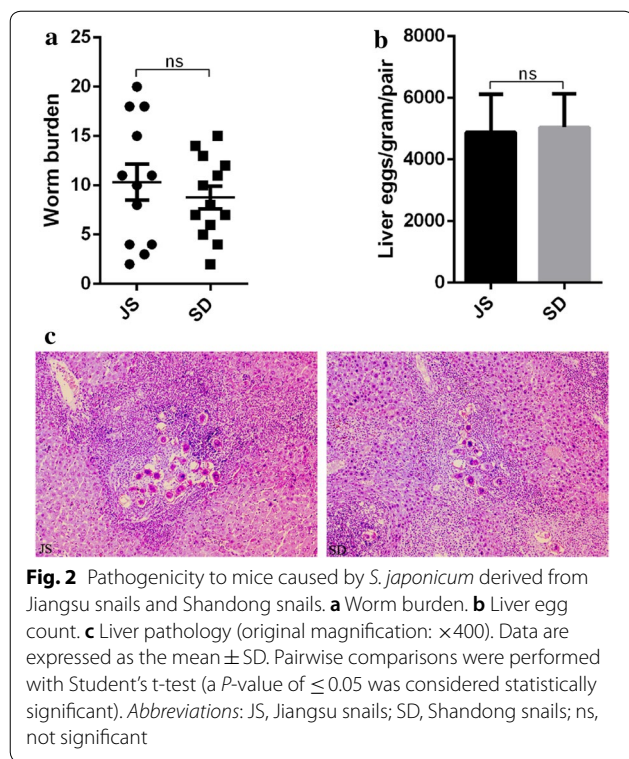 a
b
ns
ns
25
20
15
10
5
0
Worm burden
JS
SD
8000
6000
4000
2000
0
Liver eggs/gram/pair
JS
SD
c
JS
SD
Fig. 2 Pathogenicity to mice caused by S. japonicum derived from
Jiangsu snails and Shandong snails. a Worm burden. b Liver egg
count. c Liver pathology (original magnification: ×400). Data are
expressed as the mean ± SD. Pairwise comparisons were performed
with Student's t-test (a P-value of ≤ 0.05 was considered statistically
significant). Abbreviations: JS, Jiangsu snails; SD, Shandong snails; ns,
not significant